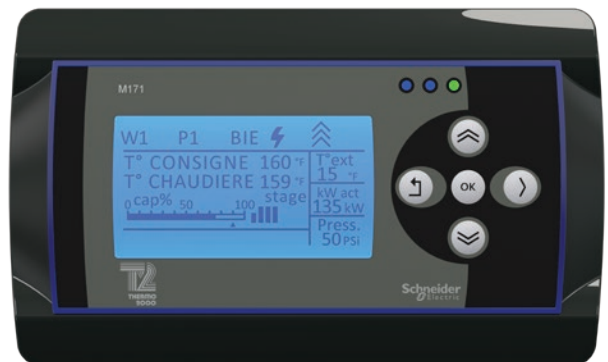 M171
W1 P1 BIE
T° CONSIGNE 160 °F
T° CHAUDIERE 159 °F
0 cap% 50 100 stage
T°ext
15 °F
kW act
135 kW
Press.
50 PSi
OK
T2
THERMO
2000
Schneider
Electric